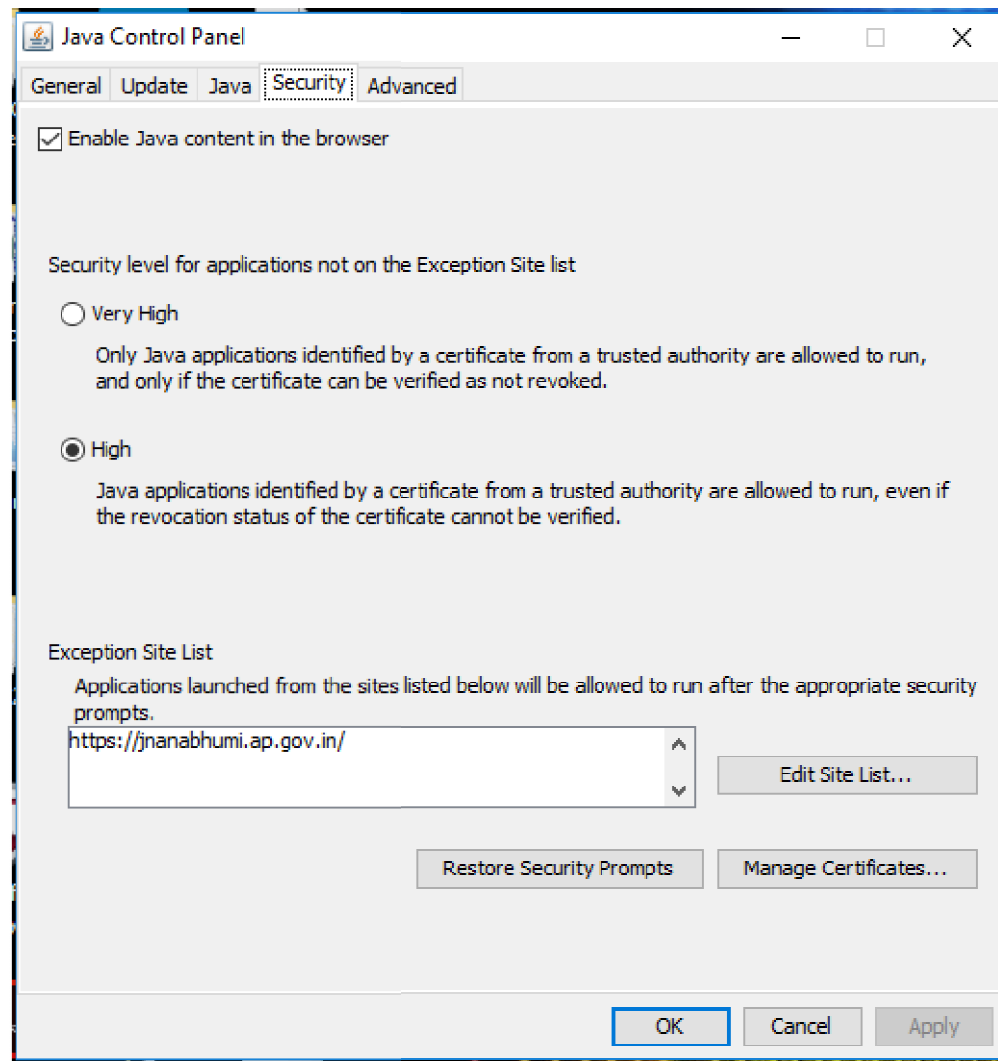 Java Control Panel
General Update Java Security Advanced
Enable Java content in the browser
Security level for applications not on the Exception Site list
Very High
Only Java applications identified by a certificate from a trusted authority are allowed to run,
and only if the certificate can be verified as not revoked.
High
Java applications identified by a certificate from a trusted authority are allowed to run, even if
the revocation status of the certificate cannot be verified.
Exception Site List
Applications launched from the sites listed below will be allowed to run after the appropriate security
prompts.
https://jnanabhumi.ap.gov.in/
Edit Site List...
Restore Security Prompts Manage Certificates...
OK Cancel Apply